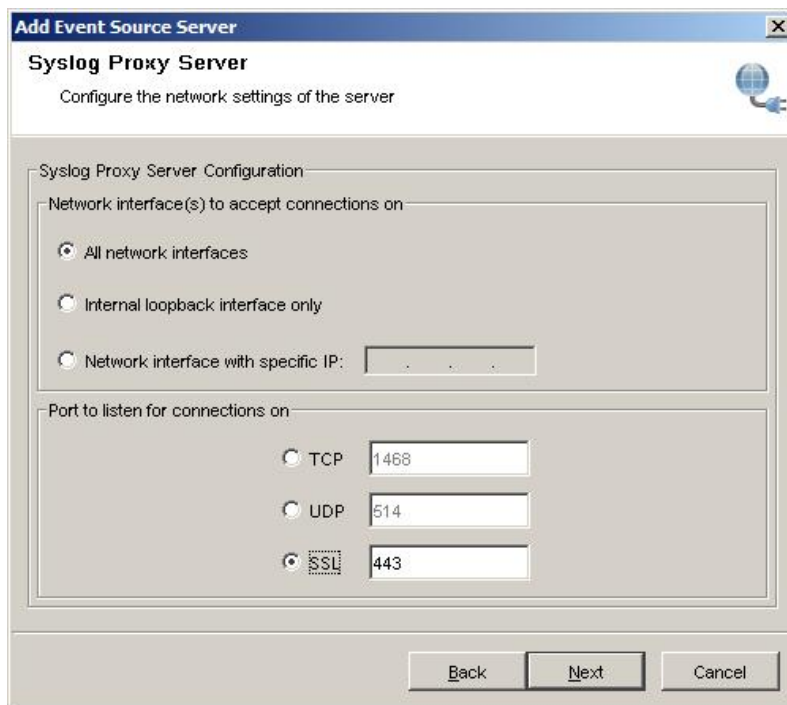 Add Event Source Server
Syslog Proxy Server
Configure the network settings of the server
Syslog Proxy Server Configuration
Network interface(s) to accept connections on
All network interfaces
Internal loopback interface only
Network interface with specific IP: . . .
Port to listen for connections on
TCP 1468
UDP 514
SSL 443
Back Next Cancel